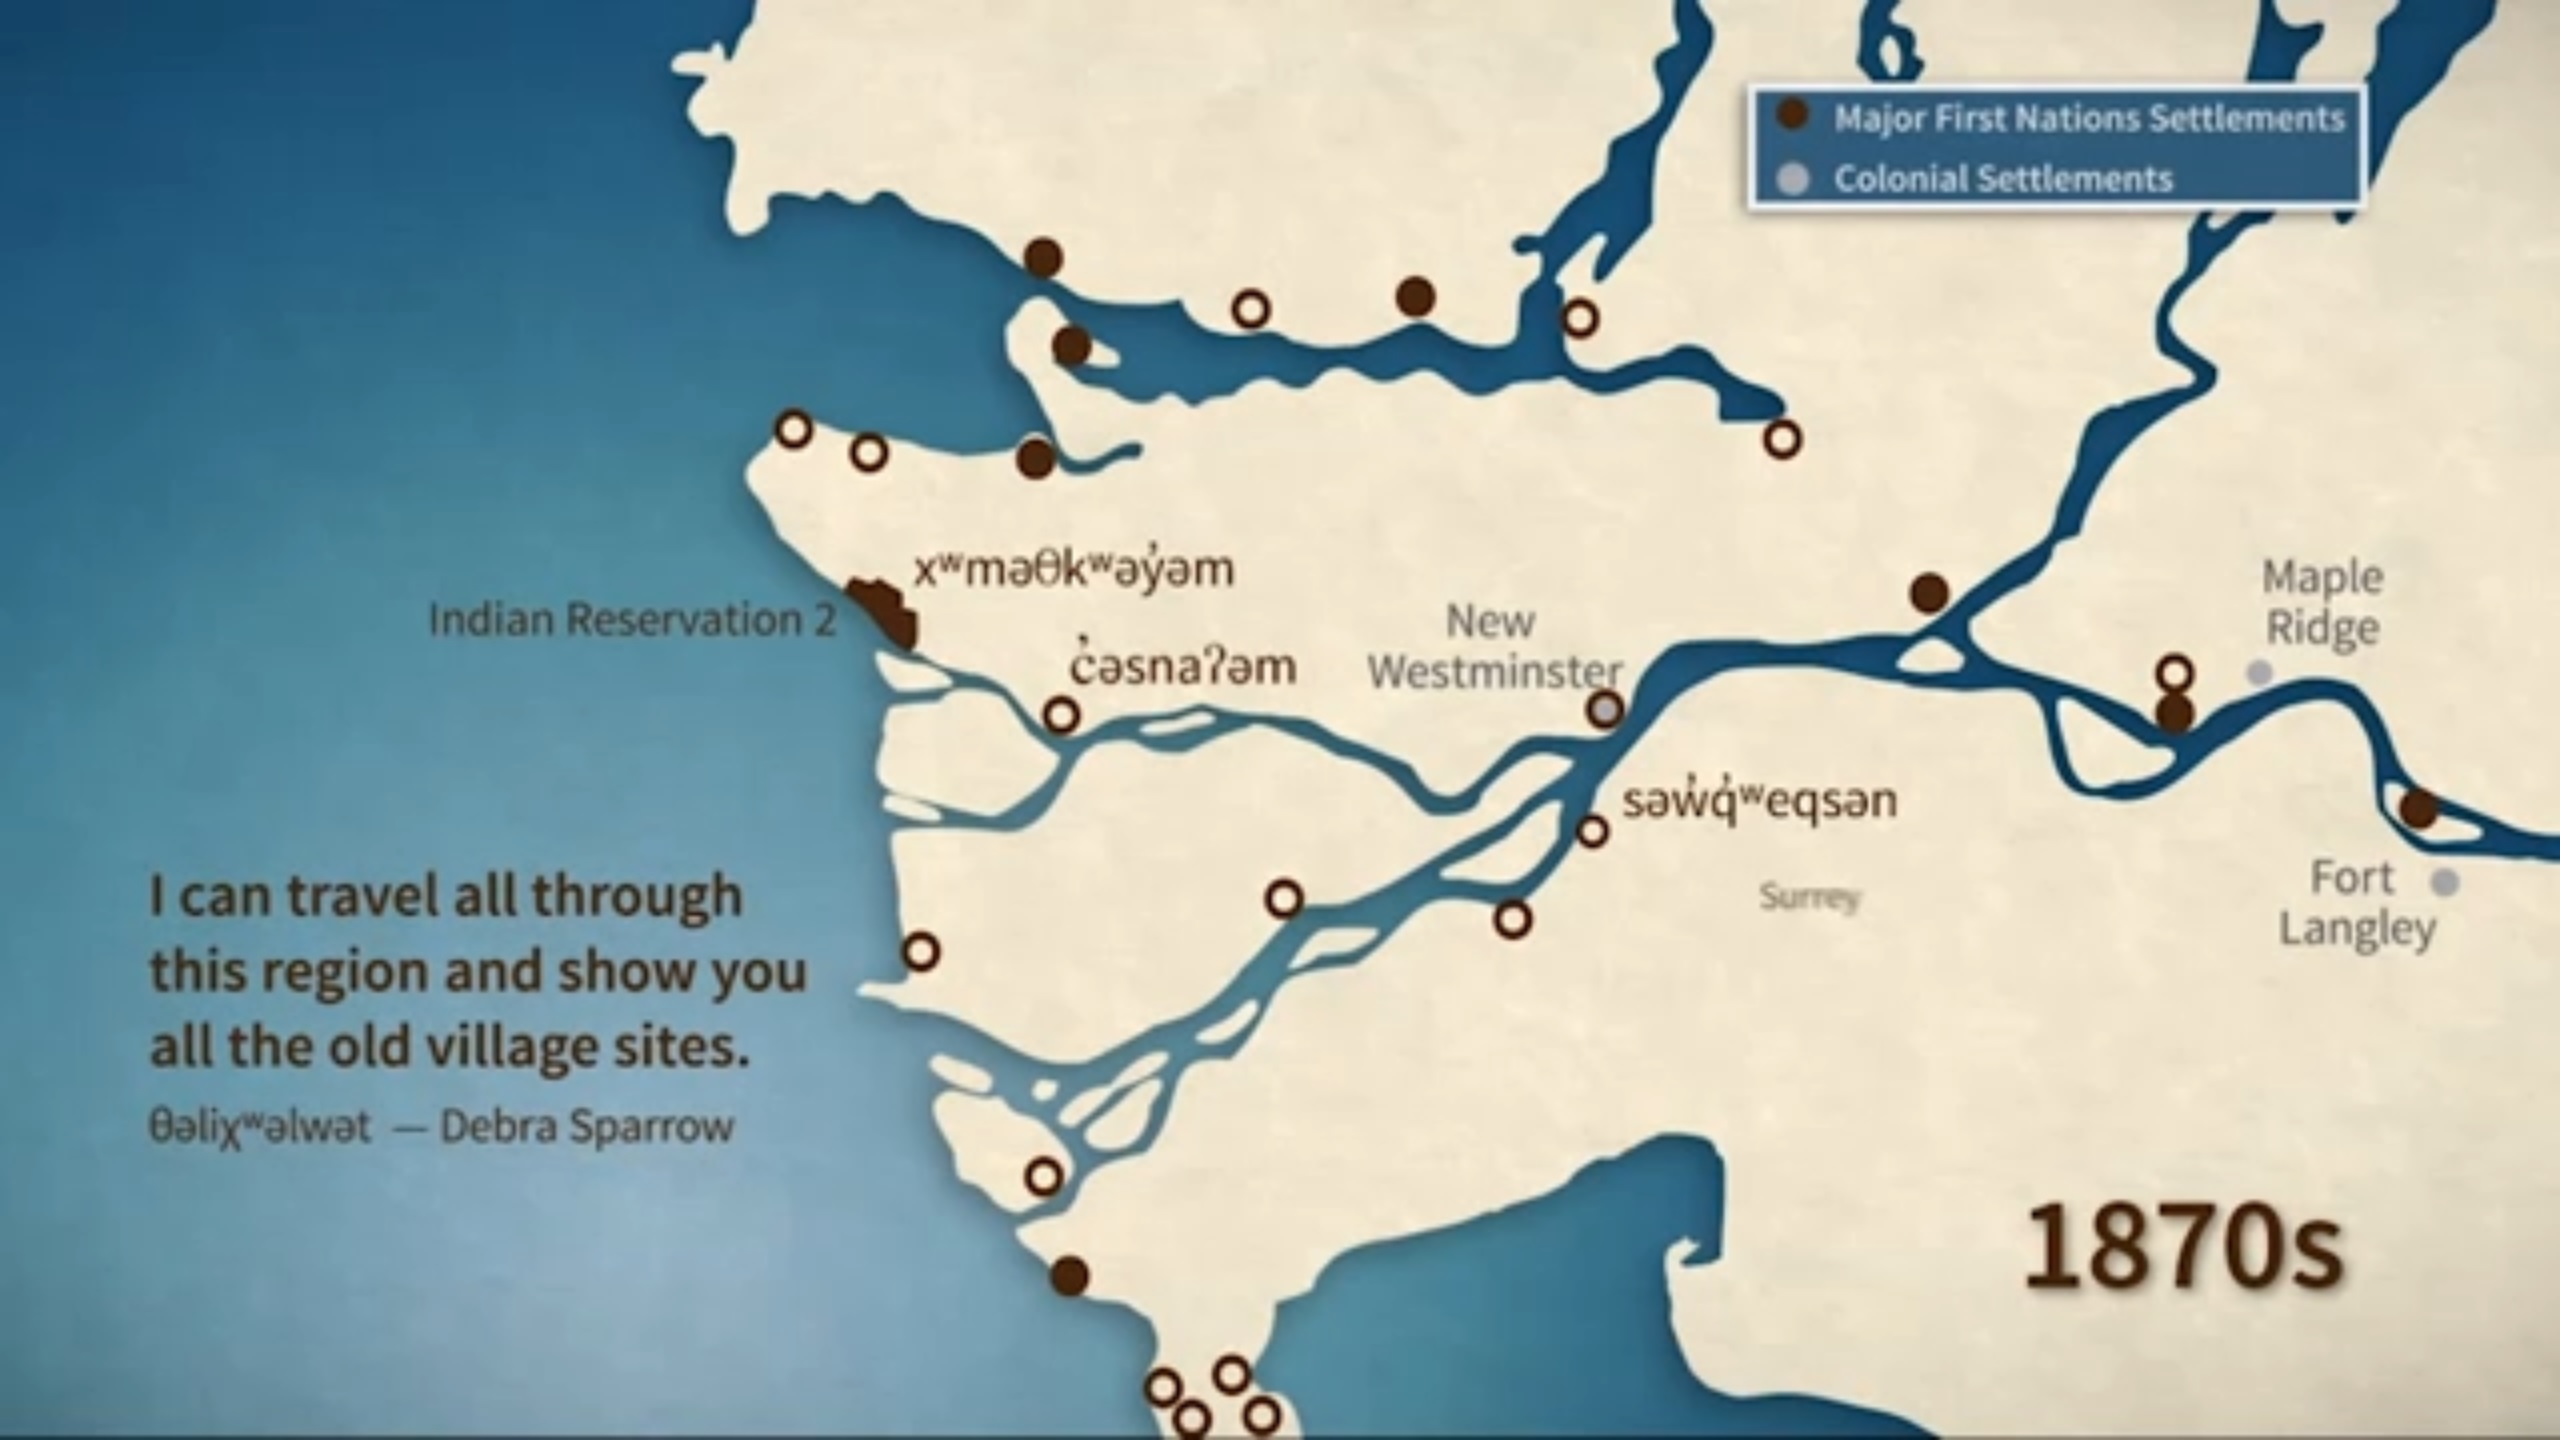 Major First Nations Settlements
Colonial Settlements
xʷməθkʷəy̓əm
Indian Reservation 2
c̓əsnaʔəm
New
Westminster
Maple
Ridge
səw̓q̓ʷeqsən
Surrey
Fort
Langley
I can travel all through
this region and show you
all the old village sites.
θəliχʷəlwət — Debra Sparrow
1870s